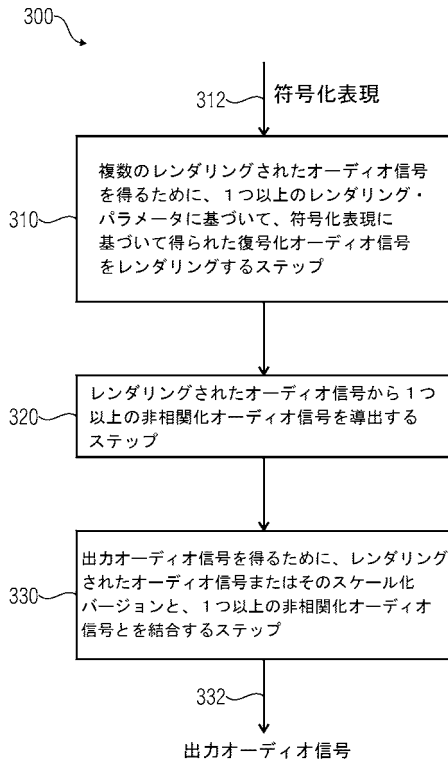 300
312
符号化表現
310
複数のレンダリングされたオーディオ信号
を得るために、1つ以上のレンダリング・
パラメータに基づいて、符号化表現に
基づいて得られた復号化オーディオ信号
をレンダリングするステップ
320
レンダリングされたオーディオ信号から1つ
以上の非相関化オーディオ信号を導出する
ステップ
330
出力オーディオ信号を得るために、レンダリング
されたオーディオ信号またはそのスケール化
バージョンと、1つ以上の非相関化オーディオ
信号とを結合するステップ
332
出力オーディオ信号